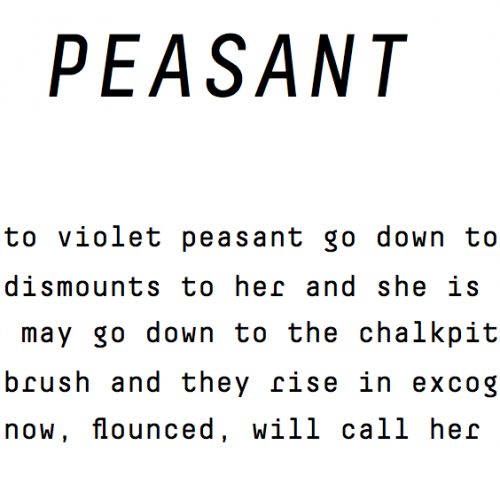 PEASANT
to violet peasant go down to
dismounts to her and she is
may go down to the chalkpit
brush and they rise in excog
now, flounced, will call her